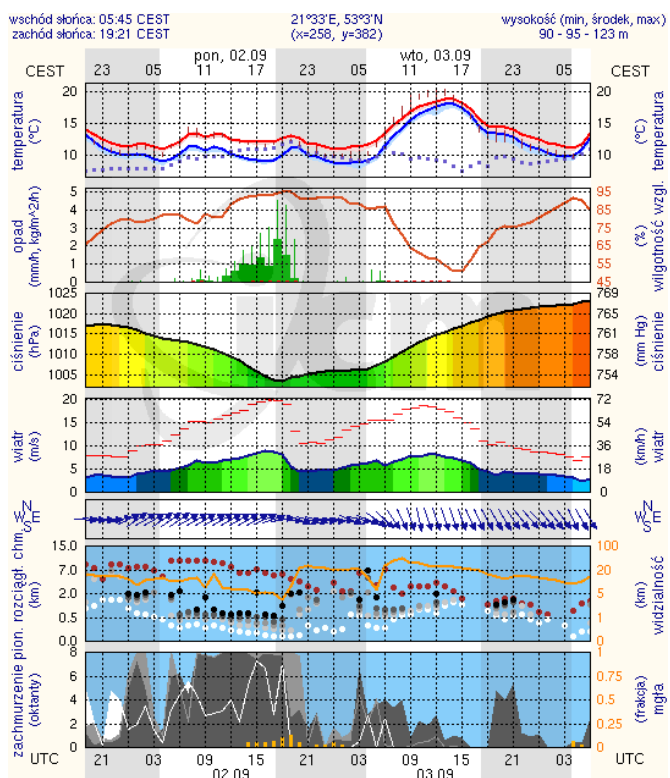 wschód słońca: 05:45 CEST 21°33'E, 53°3'N wysokość (min, środek, max)
zachód słońca: 19:21 CEST (x=258, y=382) 90 - 95 - 123 m
pon, 02.09 wto, 03.09
CEST 23 05 11 17 23 05 11 17 23 05 CEST
temperatura (°C) 20 15 10 20 15 10 temperatura (°C)
opad (mm/h, kg/m^2/h) 5 4 3 2 1 0 95 85 75 65 55 45 wilgotność wzgl. (%)
ciśnienie (hPa) 1025 1020 1015 1010 1005 769 765 761 758 754 (mm Hg) ciśnienie
wiatr (m/s) 20 15 10 5 0 72 54 36 18 0 (km/h) wiatr
N W E S N W E S
pion. rozciągł. chm. (km) 15.0 7.0 2.0 0.5 0.0 100 20 5 1 0 (km) widzialność
zachmurzenie (oktanty) 8 6 4 2 0 1 0.75 0.5 0.25 0 (frakcja) mgła
UTC 21 03 09 15 21 03 09 15 21 03 UTC
02.09 03.09